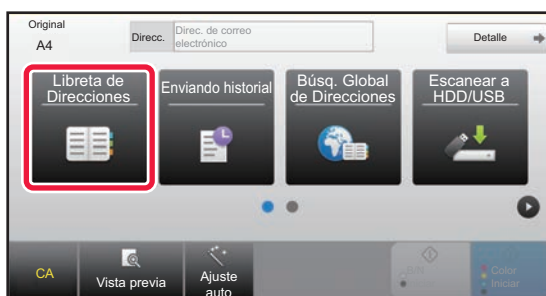 Original
A4
Direcc.
Direc. de correo
electrónico
Detalle
Libreta de
Direcciones
Enviando historial
Búsq. Global
de Direcciones
Escanear a
HDD/USB
CA
Vista previa
Ajuste
auto
Color
Iniciar